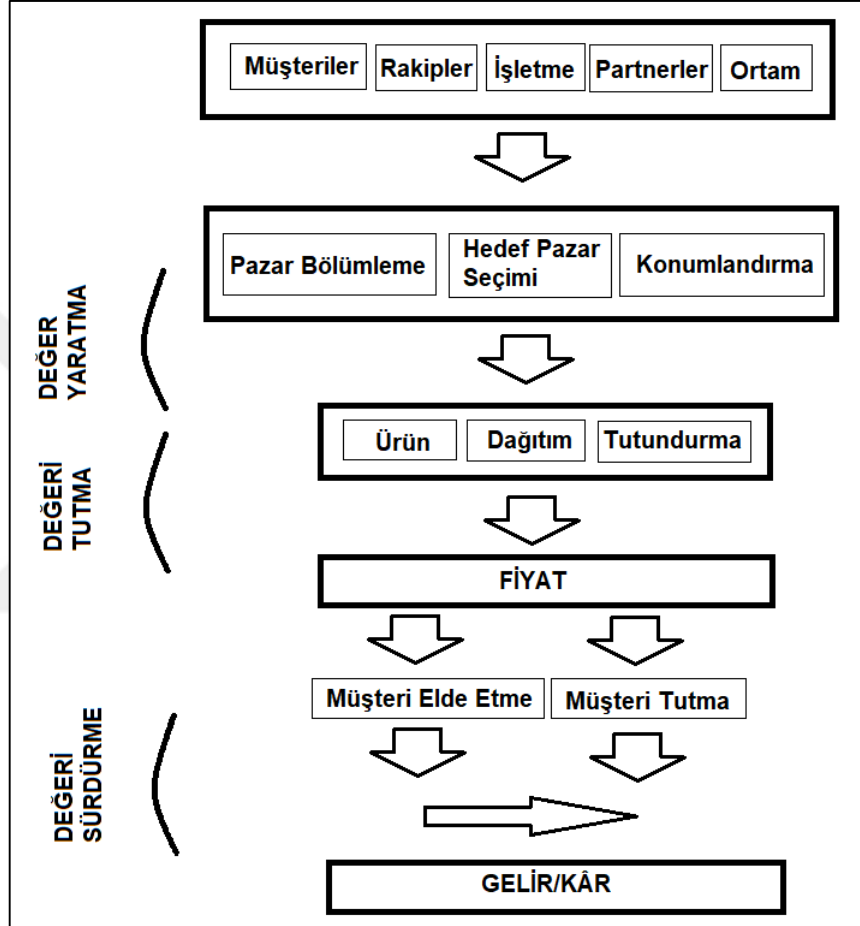 Müşteriler Rakipler İşletme Partnerler Ortam
Pazar Bölümleme
Hedef Pazar
Seçimi
Konumlandırma
DEĞER
YARATMA
Ürün Dağıtım Tutundurma
DEĞERİ
TUTMA
FİYAT
Müşteri Elde Etme Müşteri Tutma
DEĞERİ
SÜRDÜRME
GELİR/KÂR